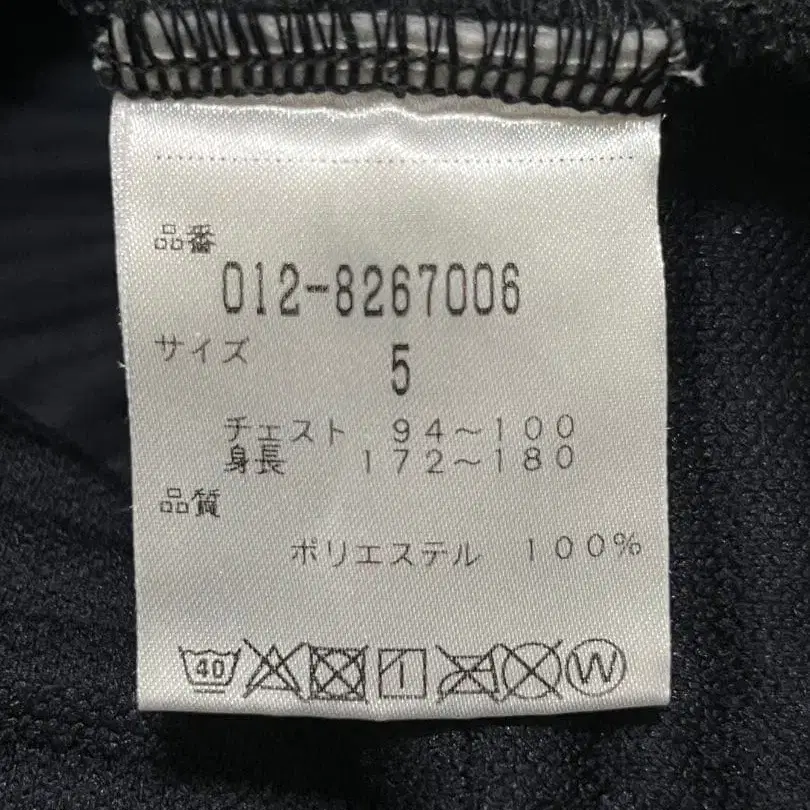 品番
012-8267006
サイズ
5
チェスト 94～100
身長 172～180
品質
ポリエステル 100%
40 W